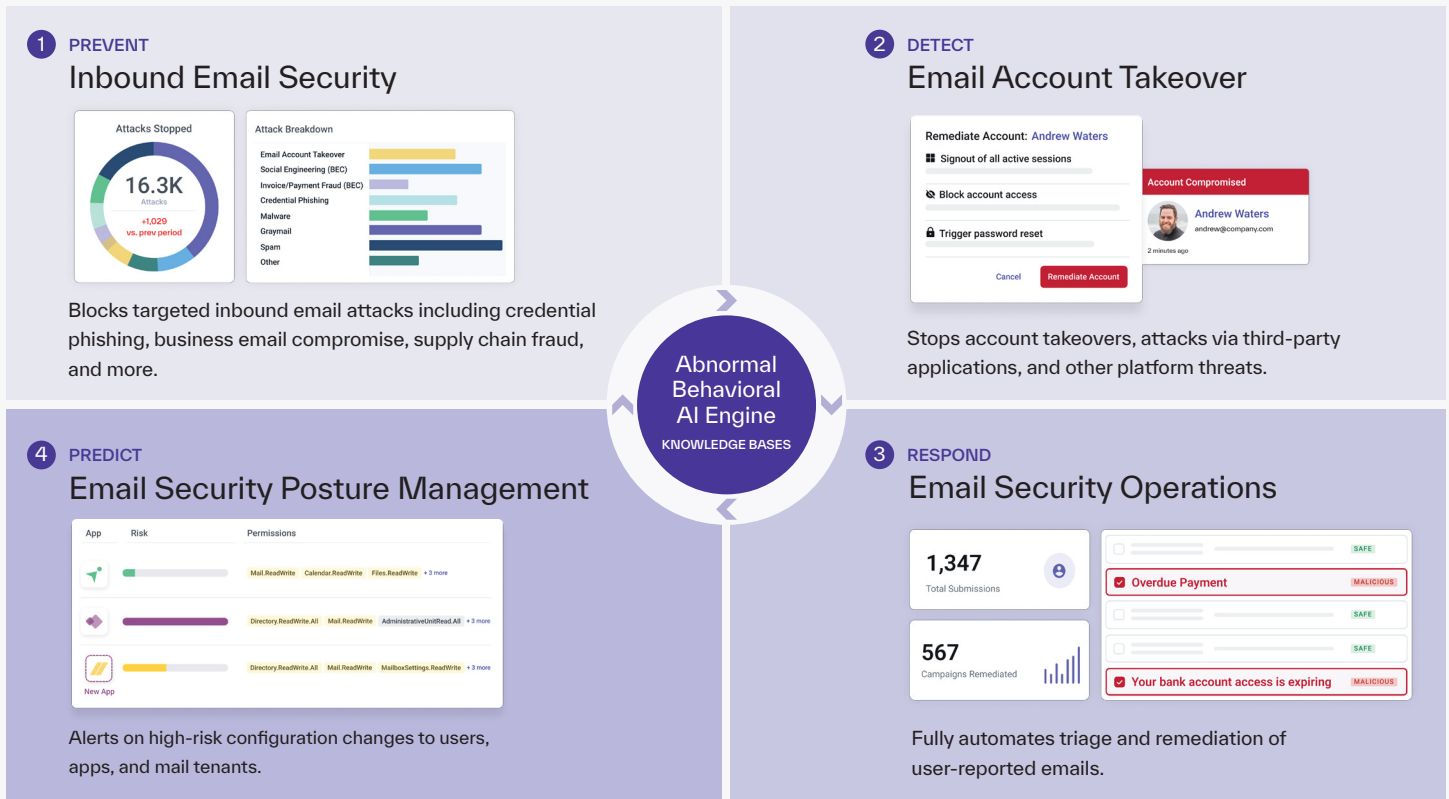 1 PREVENT
Inbound Email Security
Attacks Stopped
16.3K
Attacks
+1,029
vs. prev period
Attack Breakdown
Email Account Takeover
Social Engineering (BEC)
Invoice/Payment Fraud (BEC)
Credential Phishing
Malware
Graymail
Spam
Other
Blocks targeted inbound email attacks including credential
phishing, business email compromise, supply chain fraud,
and more.
2 DETECT
Email Account Takeover
Remediate Account: Andrew Waters
Signout of all active sessions
Block account access
Trigger password reset
Cancel
Remediate Account
Account Compromised
Andrew Waters
andrew@company.com
2 minutes ago
Stops account takeovers, attacks via third-party
applications, and other platform threats.
Abnormal
Behavioral
AI Engine
KNOWLEDGE BASES
4 PREDICT
Email Security Posture Management
App Risk Permissions
Mail.ReadWrite Calendar.ReadWrite Files.ReadWrite + 3 more
Directory.ReadWrite.All Mail.ReadWrite AdministrativeUnitRead.All + 3 more
Directory.ReadWrite.All Mail.ReadWrite MailboxSettings.ReadWrite + 3 more
New App
Alerts on high-risk configuration changes to users,
apps, and mail tenants.
3 RESPOND
Email Security Operations
1,347
Total Submissions
567
Campaigns Remediated
SAFE
Overdue Payment MALICIOUS
SAFE
SAFE
Your bank account access is expiring MALICIOUS
Fully automates triage and remediation of
user-reported emails.